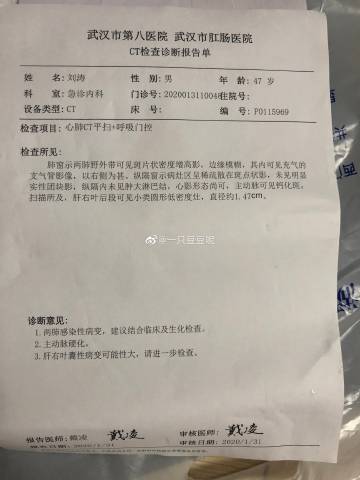 武汉市第八医院 武汉市肛肠医院
CT检查诊断报告单
姓 名: 刘涛 性 别: 男 年 龄: 47 岁
科 室: 急诊内科 门诊号: 2020013110048 住院号:
设备类型: CT 床 号: 编 号: P0115969
检查项目: 心肺CT平扫+呼吸门控
检查所见:
肺窗示两肺野外带可见斑片状密度增高影，边缘模糊，其内可见充气的
支气管影像，以右侧为甚，纵隔窗示病灶区呈稀疏散在斑点状影，未见明显
实性团块影，纵隔内未见肿大淋巴结，心影形态尚可，主动脉可见钙化斑。
扫描所及，肝右叶后段可见小类圆形低密度灶，直径约1.47cm。
@一只豆豆呢
诊断意见:
1.两肺感染性病变，建议结合临床及生化检查。
2.主动脉硬化。
3.肝右叶囊性病变可能性大，请进一步检查。
报告医师: 戴凌 戴凌 审核医师: 戴凌
报告日期: 2020/1/31 审核日期: 2020/1/31